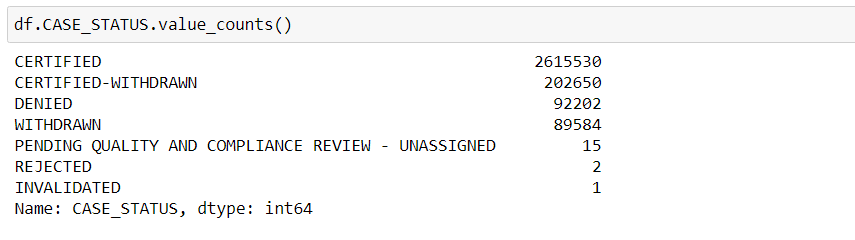 df.CASE_STATUS.value_counts()
CERTIFIED 2615530
CERTIFIED-WITHDRAWN 202650
DENIED 92202
WITHDRAWN 89584
PENDING QUALITY AND COMPLIANCE REVIEW - UNASSIGNED 15
REJECTED 2
INVALIDATED 1
Name: CASE_STATUS, dtype: int64